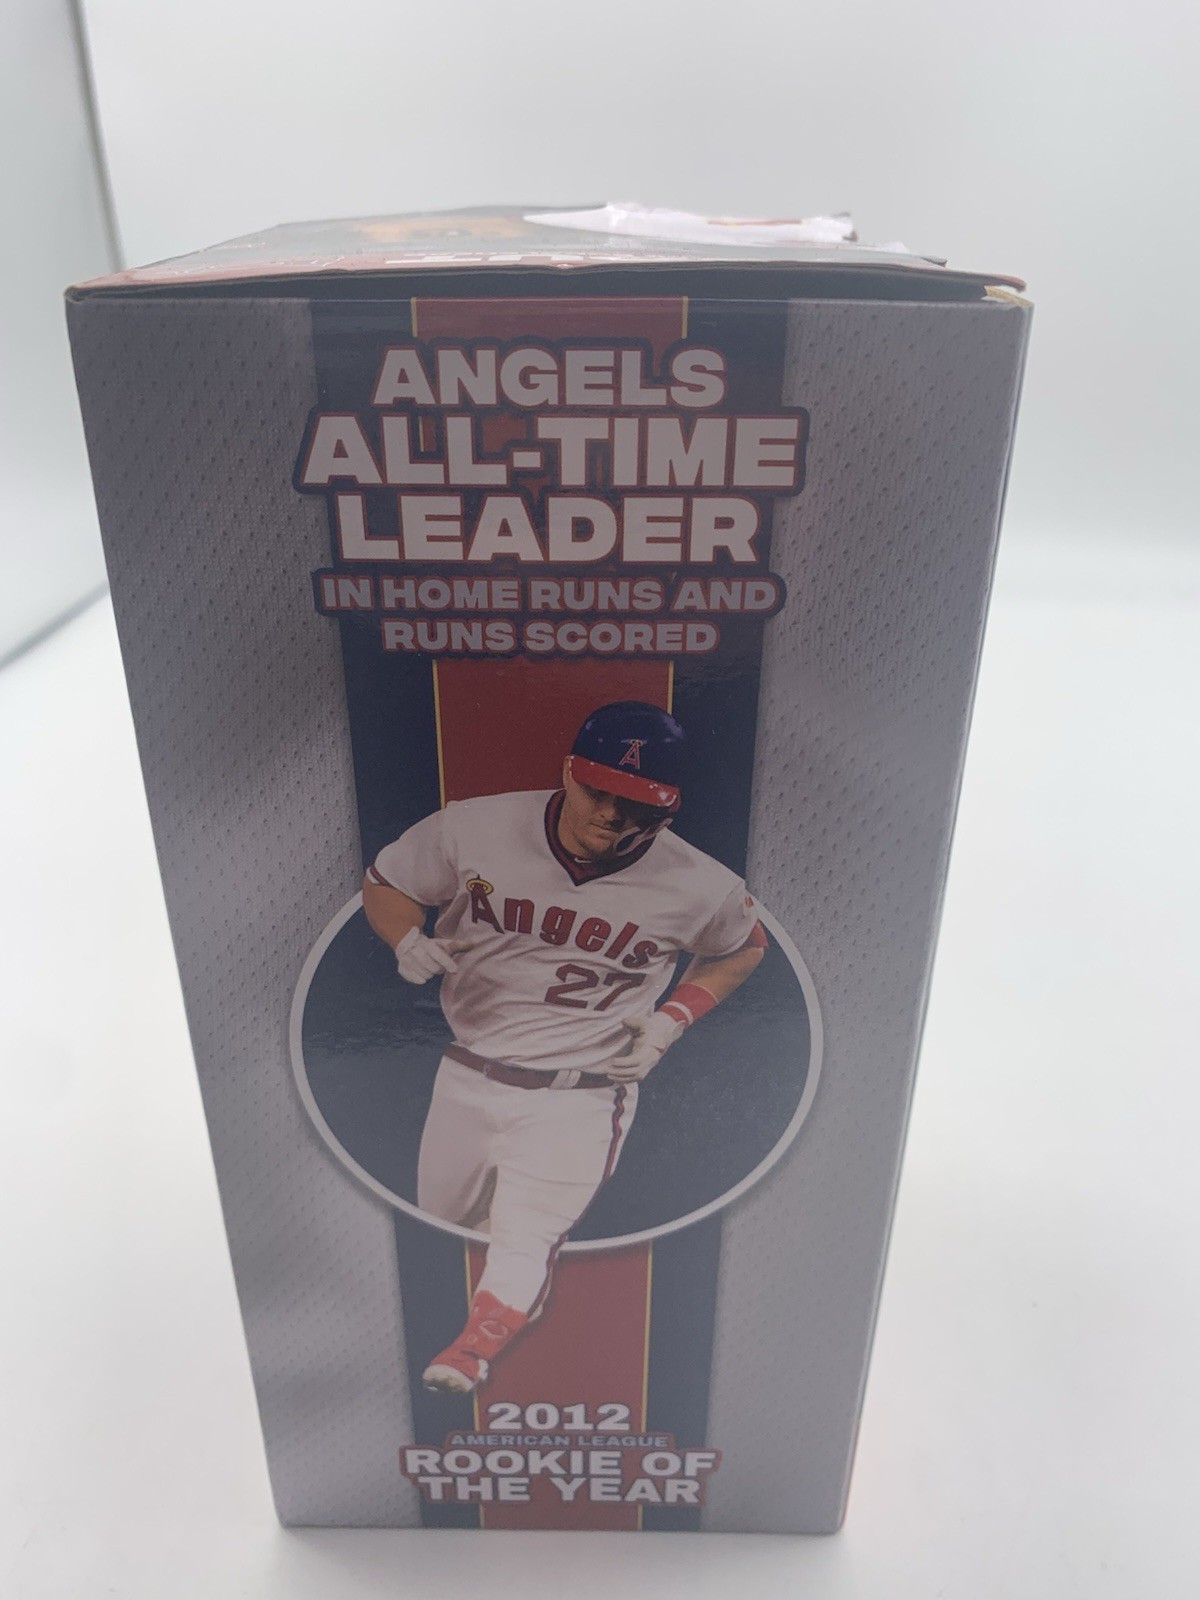 ANGELS
ALL-TIME
LEADER
IN HOME RUNS AND
RUNS SCORED
A
Angels
27
2012
AMERICAN LEAGUE
ROOKIE OF
THE YEAR